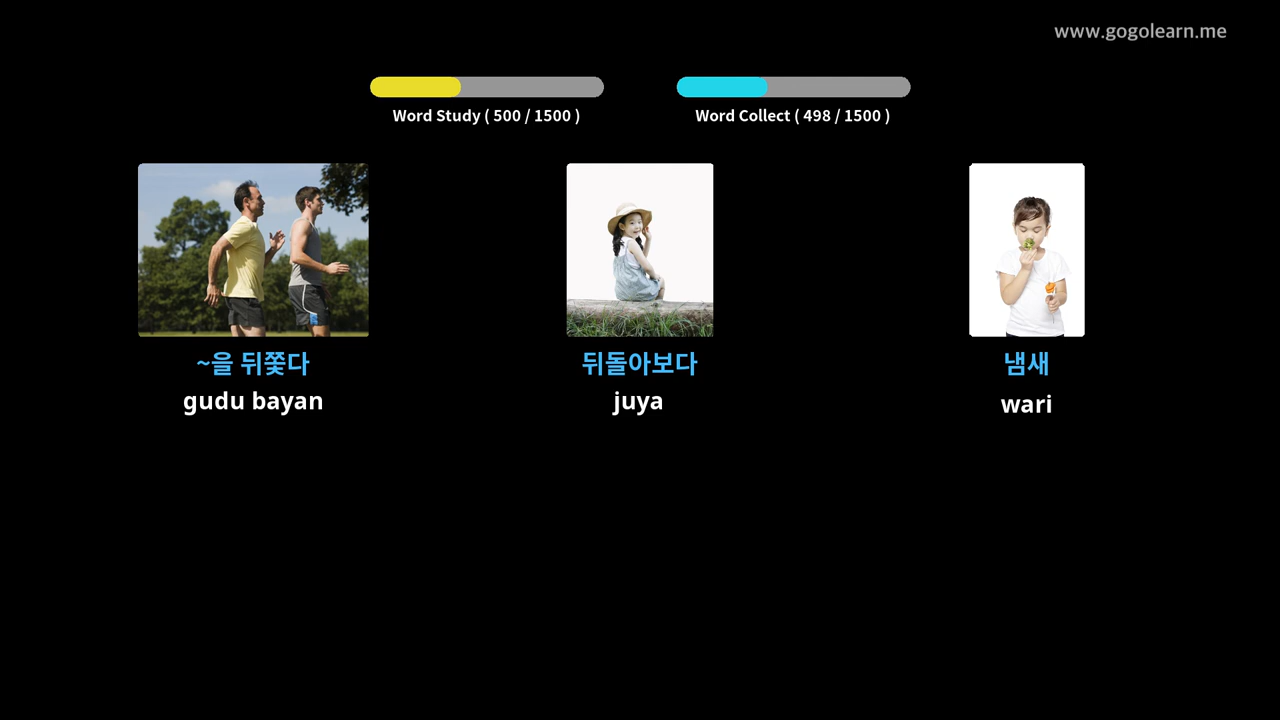 www.gogolearn.me
Word Study ( 500 / 1500 )
Word Collect ( 498 / 1500 )
~을 뒤쫓다
gudu bayan
뒤돌아보다
juya
냄새
wari